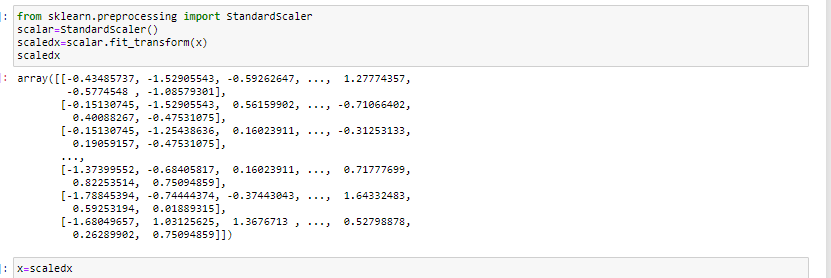 ]: from sklearn.preprocessing import StandardScaler
scalar=StandardScaler()
scaledx=scalar.fit_transform(x)
scaledx
]: array([[-0.43485737, -1.52905543, -0.59262647, ...,  1.27774357,
-0.5774548 , -1.08579301],
[-0.15130745, -1.52905543,  0.56159902, ..., -0.71066402,
0.40088267, -0.47531075],
[-0.15130745, -1.25438636,  0.16023911, ..., -0.31253133,
0.19059157, -0.47531075],
...,
[-1.37399552, -0.68405817,  0.16023911, ...,  0.71777699,
0.82253514,  0.75094859],
[-1.78845394, -0.74444374, -0.37443043, ...,  1.64332483,
0.59253194,  0.01889315],
[-1.68049657,  1.03125625,  1.3676713 , ...,  0.52798878,
0.26289902,  0.75094859]])
]: x=scaledx